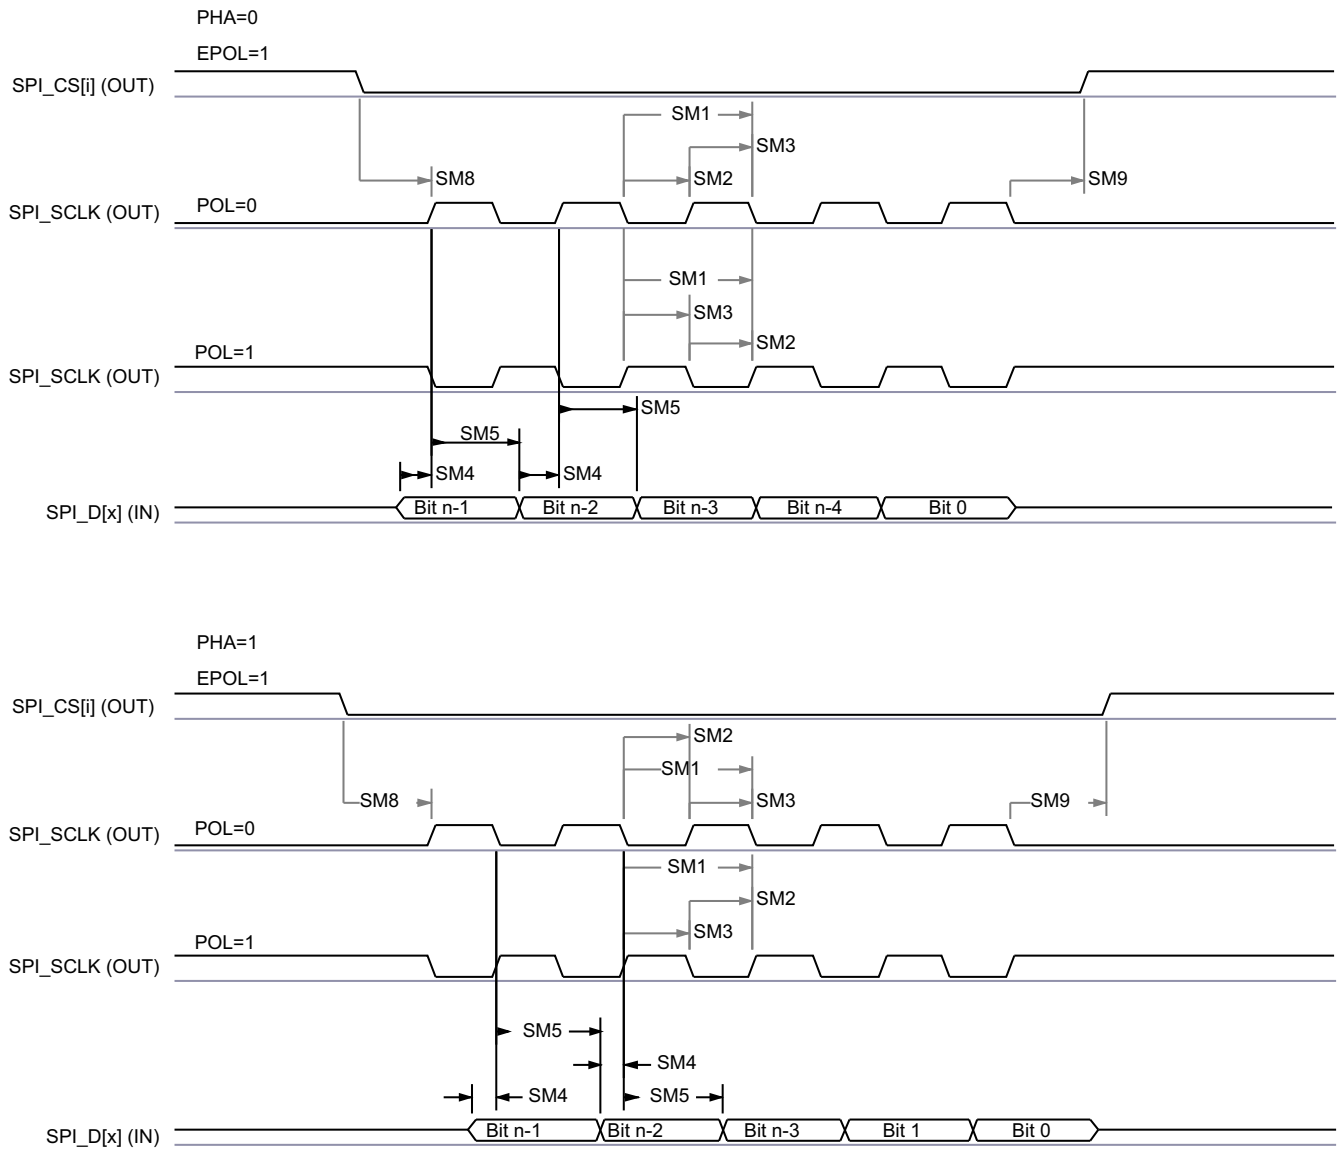 PHA=0
EPOL=1
SPI_CS[i] (OUT)
SM1
SM3
SM8
SM2
SM9
POL=0
SPI_SCLK (OUT)
SM1
SM3
SM2
POL=1
SPI_SCLK (OUT)
SM5
SM5
SM4
SM4
SPI_D[x] (IN)
Bit n-1
Bit n-2
Bit n-3
Bit n-4
Bit 0
PHA=1
EPOL=1
SPI_CS[i] (OUT)
SM2
SM1
SM8
SM3
SM9
POL=0
SPI_SCLK (OUT)
SM1
SM2
SM3
POL=1
SPI_SCLK (OUT)
SM5
SM4
SM4
SM5
SPI_D[x] (IN)
Bit n-1
Bit n-2
Bit n-3
Bit 1
Bit 0